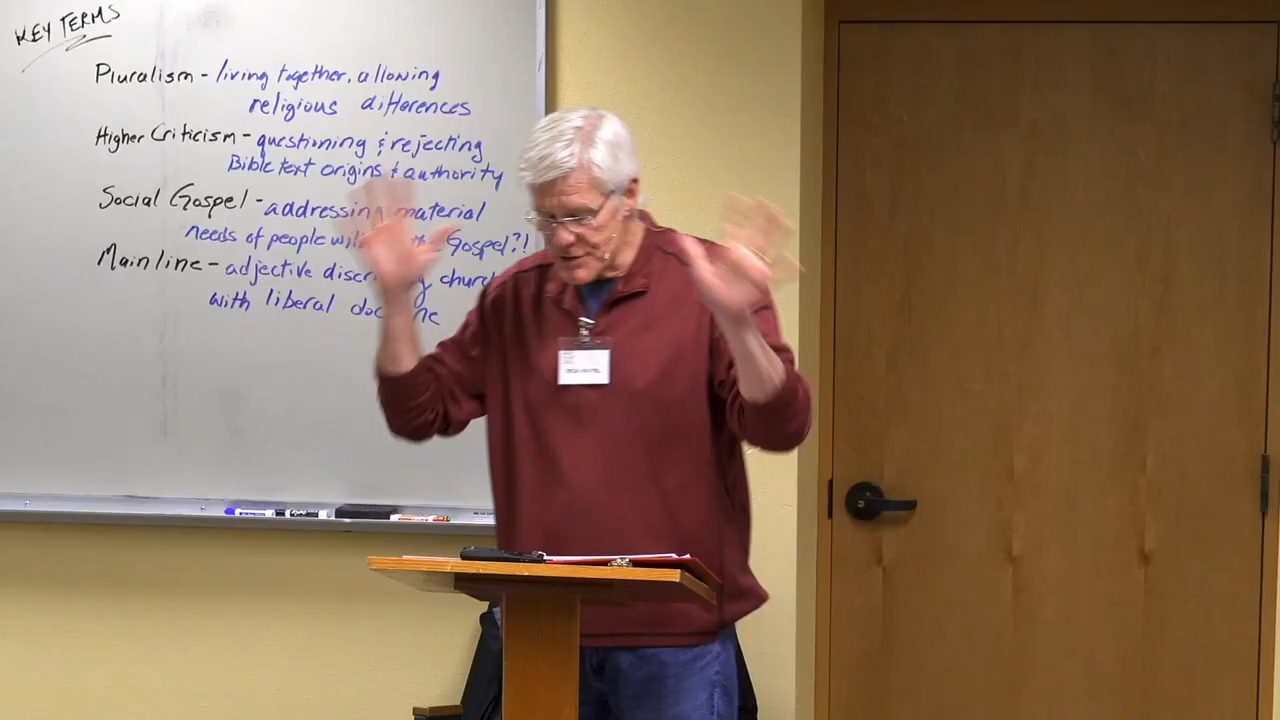 KEY TERMS
Pluralism - living together, allowing
religious differences
Higher Criticism - questioning & rejecting
Bible text origins & authority
Social Gospel - addressing material
needs of people Gospel?!
Mainline - adjective
with liberal